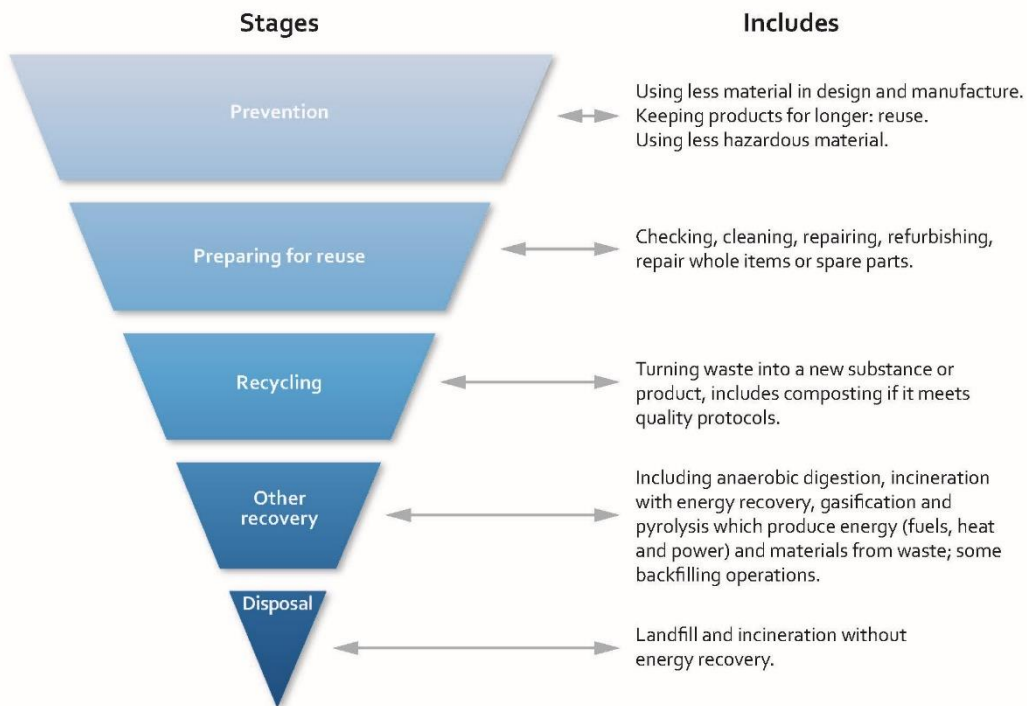 Stages
Includes
Prevention
Using less material in design and manufacture.
Keeping products for longer: reuse.
Using less hazardous material.
Preparing for reuse
Checking, cleaning, repairing, refurbishing,
repair whole items or spare parts.
Recycling
Turning waste into a new substance or
product, includes composting if it meets
quality protocols.
Other
recovery
Including anaerobic digestion, incineration
with energy recovery, gasification and
pyrolysis which produce energy (fuels, heat
and power) and materials from waste; some
backfilling operations.
Disposal
Landfill and incineration without
energy recovery.